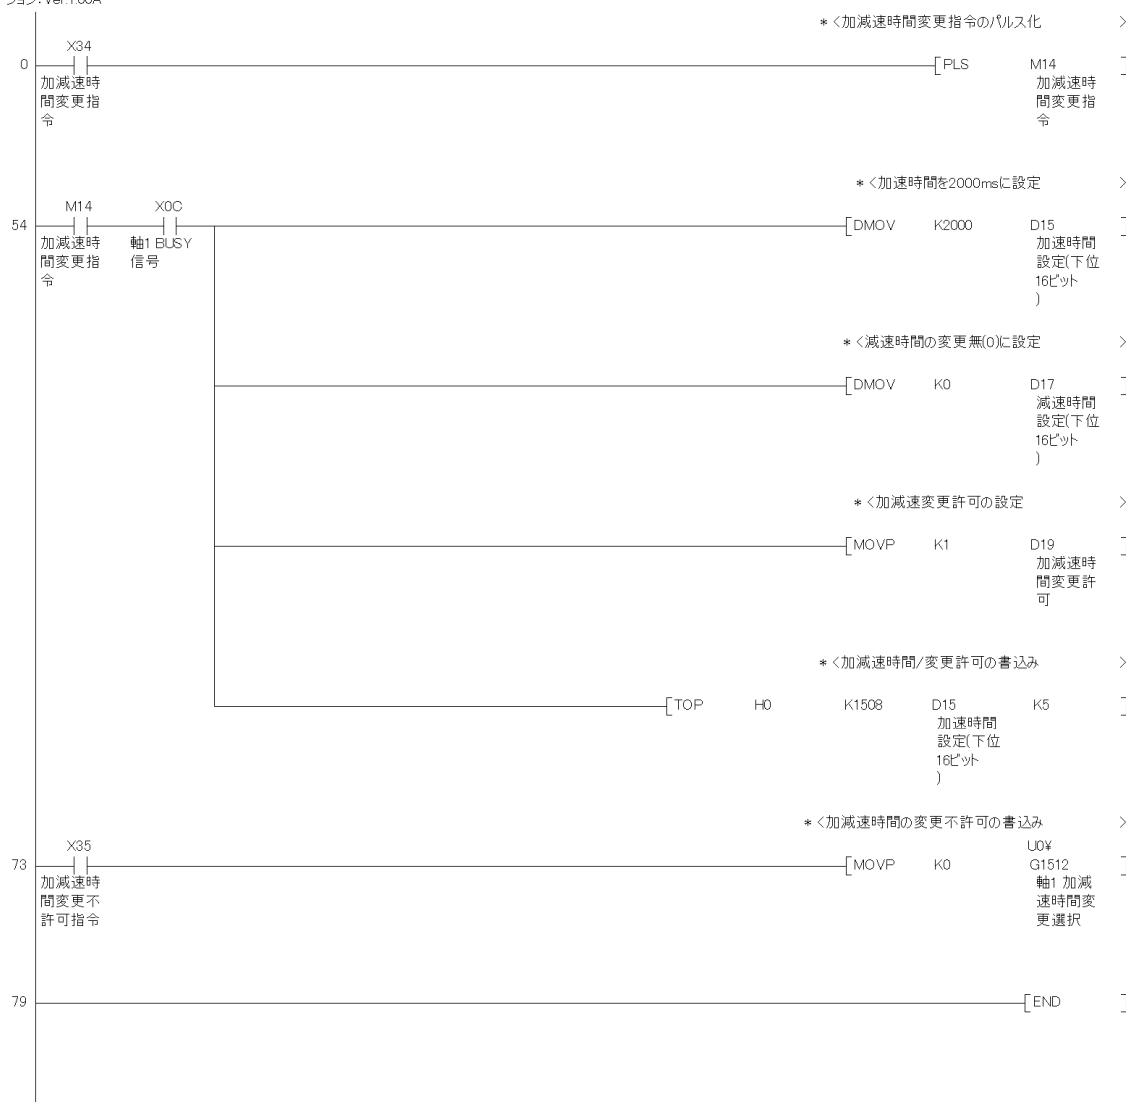 ション: Ver.1.00A
*<加減速時間変更指令のパルス化 >
X34
0 [PLS M14 ]
加減速時 加減速時
間変更指 間変更指
令 令
*<加速時間を2000msに設定 >
M14 X0C
54 [DMOV K2000 D15 ]
加減速時 軸1 BUSY 加速時間
間変更指 信号 設定(下位
令 16ビット
)
*<減速時間の変更無(0)に設定 >
[DMOV K0 D17 ]
減速時間
設定(下位
16ビット
)
*<加減速変更許可の設定 >
[MOVP K1 D19 ]
加減速時
間変更許
可
*<加減速時間/変更許可の書込み >
[TOP H0 K1508 D15 K5 ]
加速時間
設定(下位
16ビット
)
*<加減速時間の変更不許可の書込み >
X35 U0¥
73 [MOVP K0 G1512 ]
加減速時 軸1 加減
間変更不 速時間変
許可指令 更選択
79 [END ]